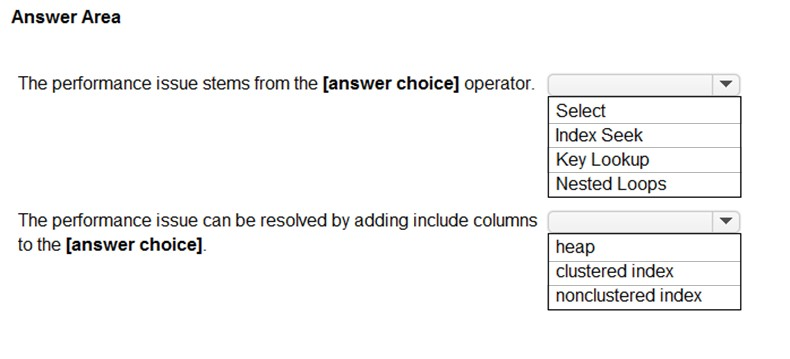 Answer Area
The performance issue stems from the [answer choice] operator.
Select
Index Seek
Key Lookup
Nested Loops
The performance issue can be resolved by adding include columns
to the [answer choice].
heap
clustered index
nonclustered index